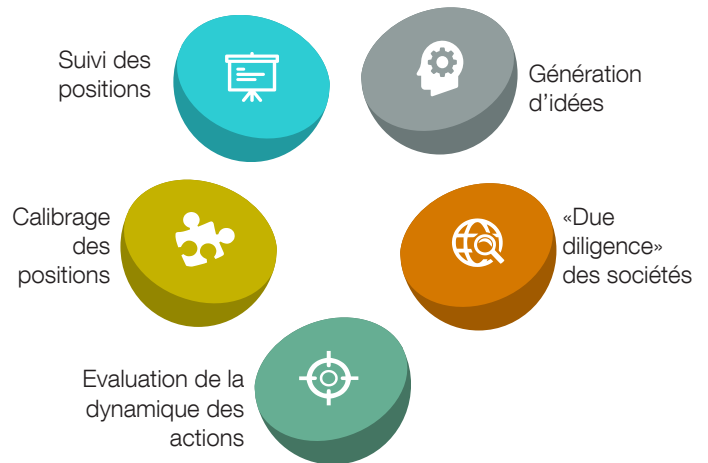 Suivi des
positions
Génération
d’idées
Calibrage
des
positions
«Due
diligence»
des sociétés
Evaluation de la
dynamique des
actions